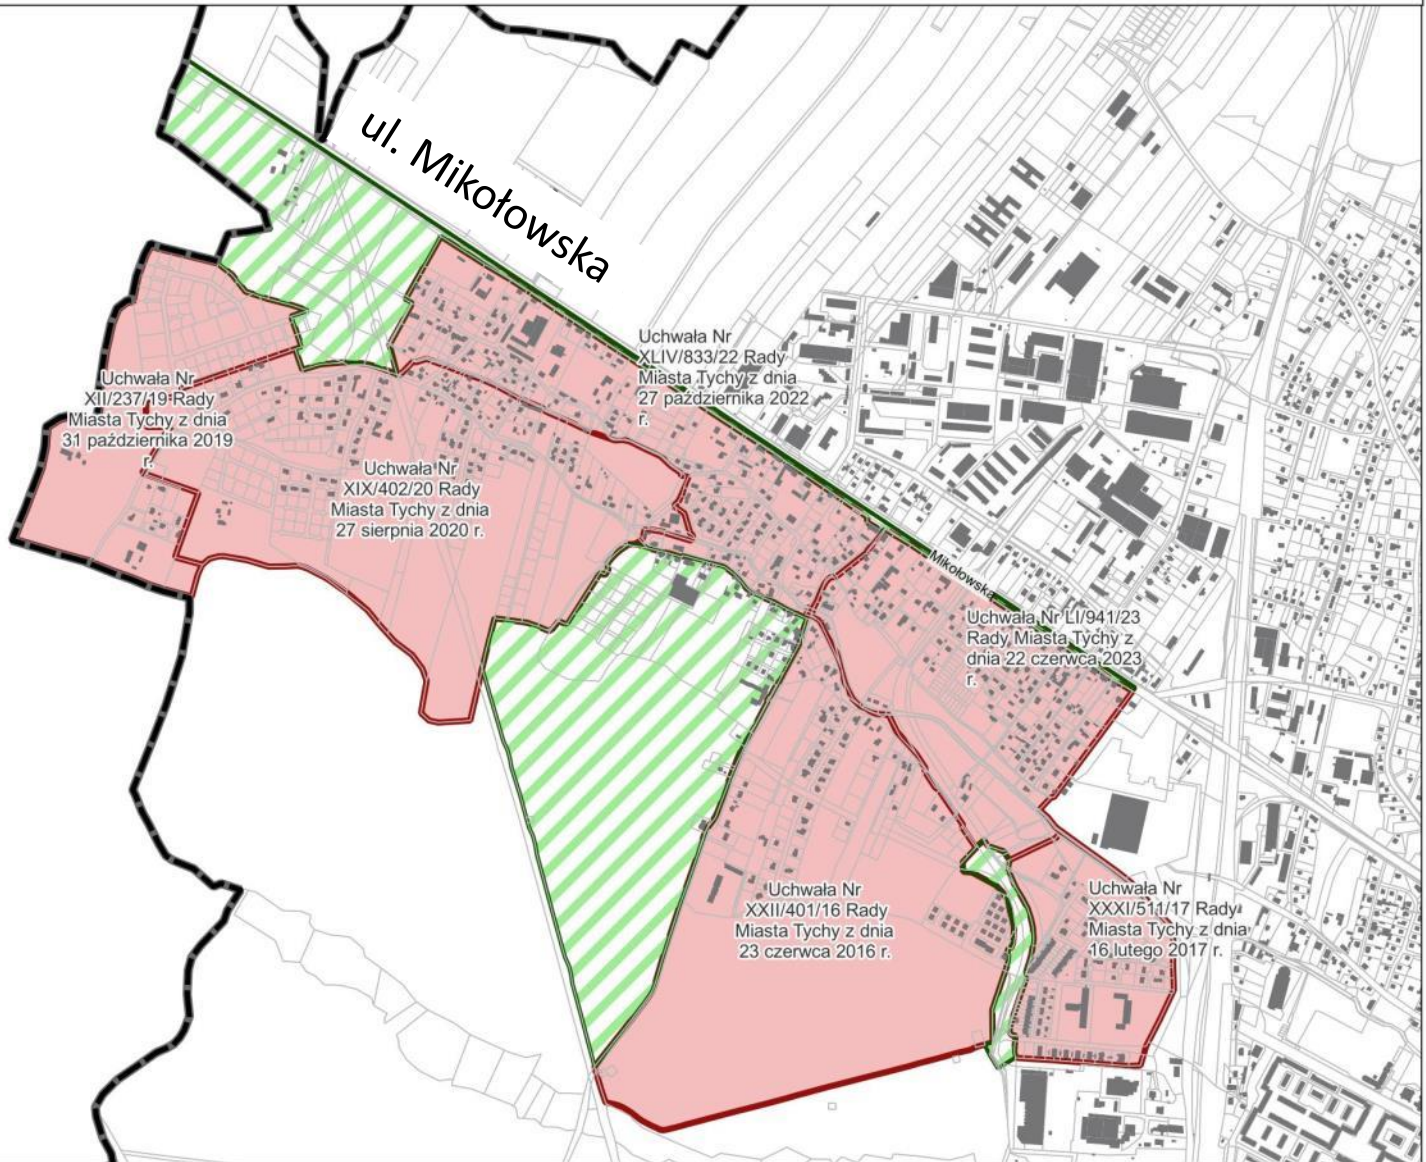 ul. Mikołowska
Uchwała Nr
XLIV/833/22 Rady
Miasta Tychy z dnia
27 października 2022
r.
Uchwała Nr
XII/237/19 Rady
Miasta Tychy z dnia
31 października 2019
r.
Uchwała Nr
XIX/402/20 Rady
Miasta Tychy z dnia
27 sierpnia 2020 r.
Mikołowska
Uchwała Nr LI/941/23
Rady Miasta Tychy z
dnia 22 czerwca 2023
r.
Uchwała Nr
XXII/401/16 Rady
Miasta Tychy z dnia
23 czerwca 2016 r.
Uchwała Nr
XXXI/511/17 Rady
Miasta Tychy z dnia
16 lutego 2017 r.